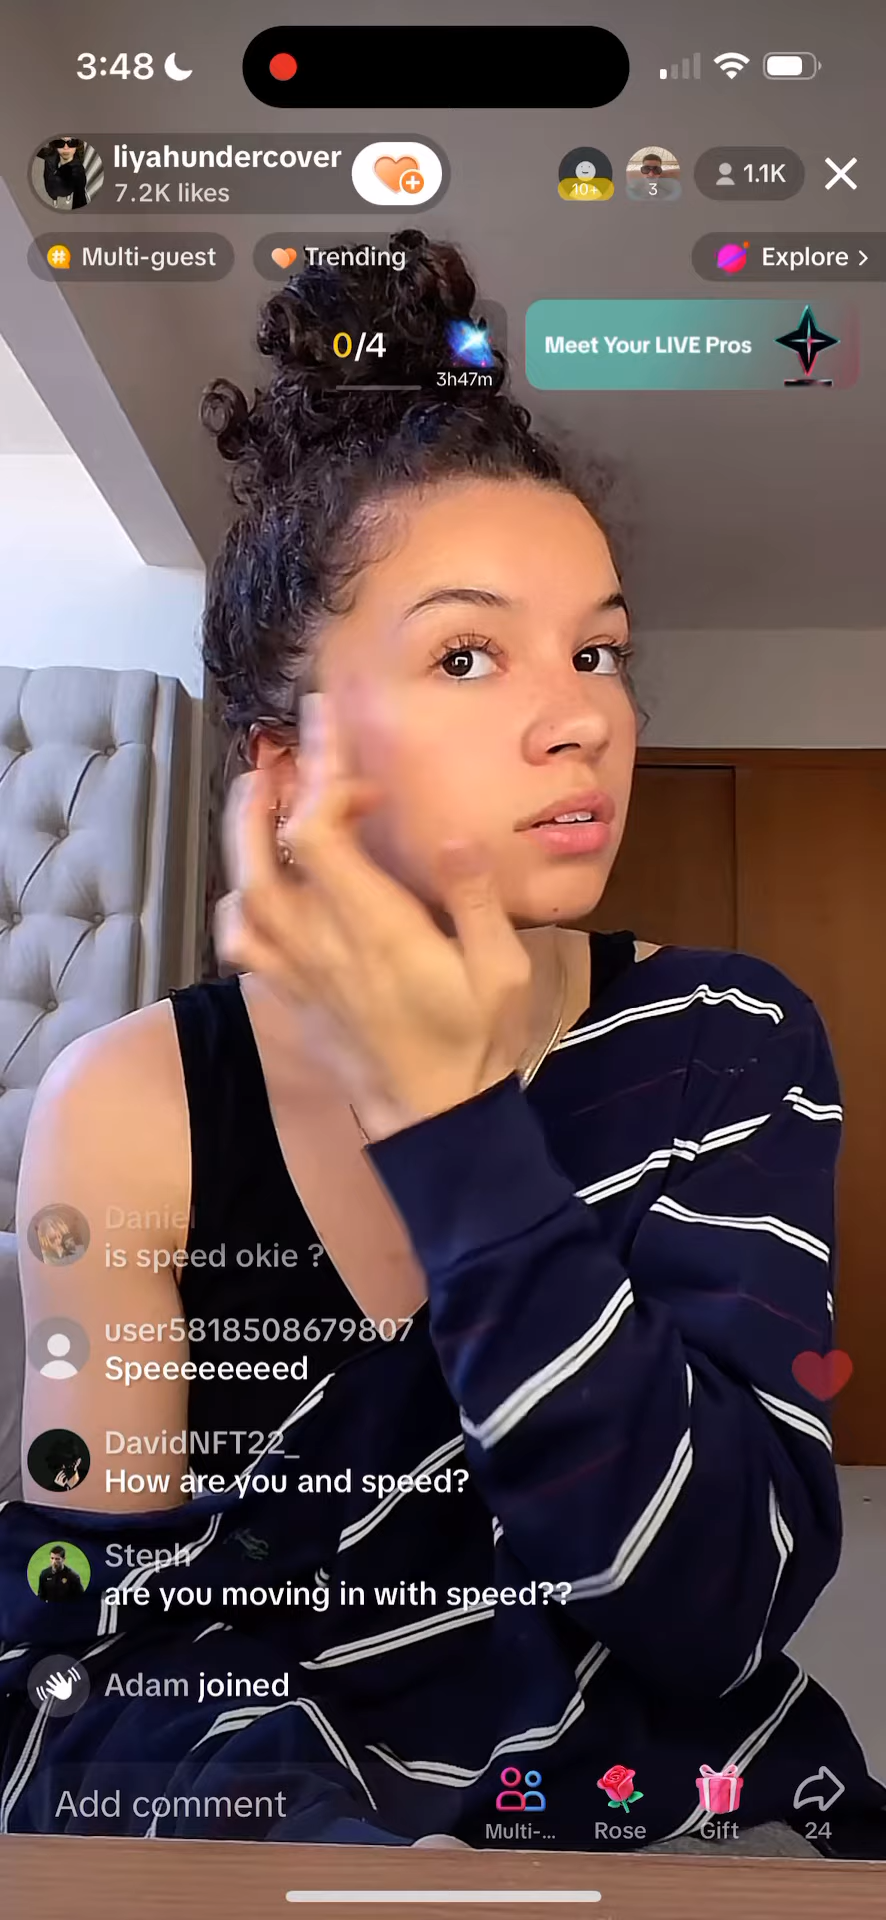 3:48
liyahundercover
7.2K likes
10+
3
1.1K
Multi-guest
Trending
Explore >
0/4
3h47m
Meet Your LIVE Pros
Daniel
is speed okie ?
user5818508679807
Speeeeeeeed
DavidNFT22_
How are you and speed?
Steph
are you moving in with speed??
Adam joined
Add comment
Multi-...
Rose
Gift
24